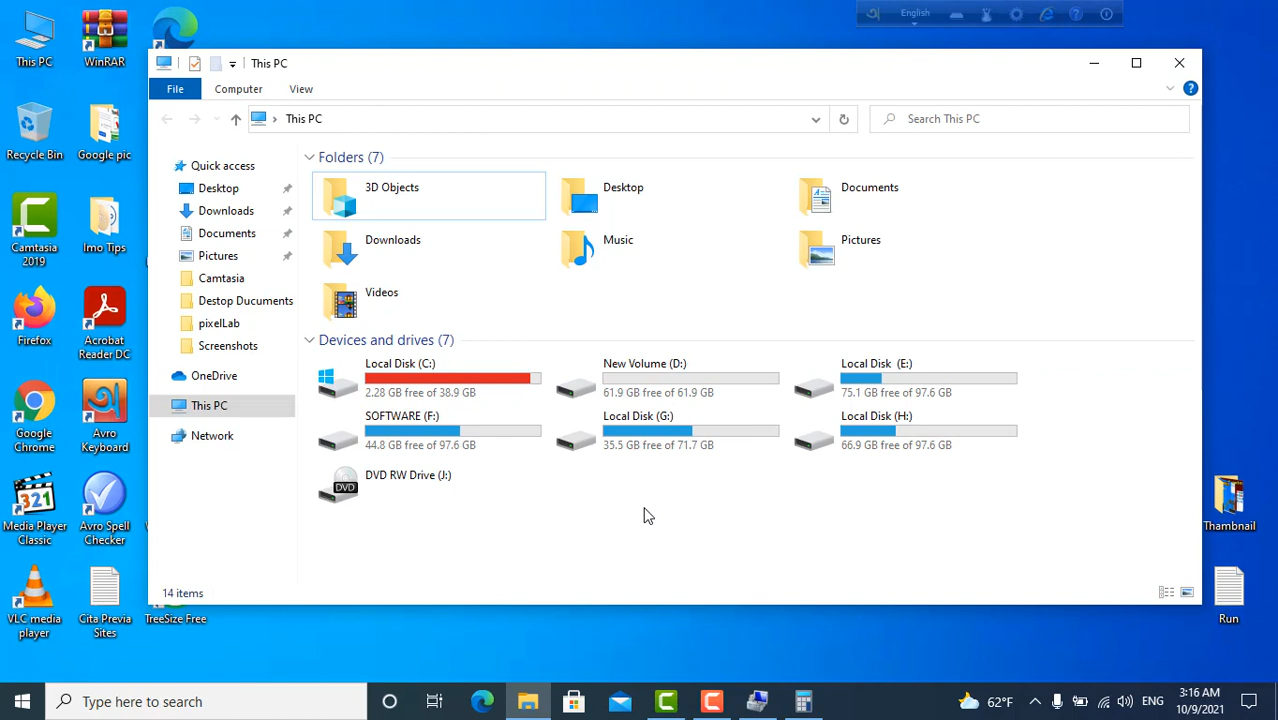 This PC
WinRAR
Recycle Bin
Google pic
Camtasia
2019
Imo Tips
Firefox
Acrobat
Reader DC
Google
Chrome
Avro
Keyboard
Media Player
Classic
Avro Spell
Checker
VLC media
player
Cita Previa
Sites
TreeSize Free
English
This PC
File
Computer
View
This PC
Search This PC
Quick access
Desktop
Downloads
Documents
Pictures
Camtasia
Destop Ducuments
pixelLab
Screenshots
OneDrive
This PC
Network
Folders (7)
3D Objects
Desktop
Documents
Downloads
Music
Pictures
Videos
Devices and drives (7)
Local Disk (C:)
2.28 GB free of 38.9 GB
New Volume (D:)
61.9 GB free of 61.9 GB
Local Disk  (E:)
75.1 GB free of 97.6 GB
SOFTWARE (F:)
44.8 GB free of 97.6 GB
Local Disk (G:)
35.5 GB free of 71.7 GB
Local Disk (H:)
66.9 GB free of 97.6 GB
DVD
DVD RW Drive (J:)
14 items
Thambnail
Run
Type here to search
62°F
ENG
3:16 AM
10/9/2021